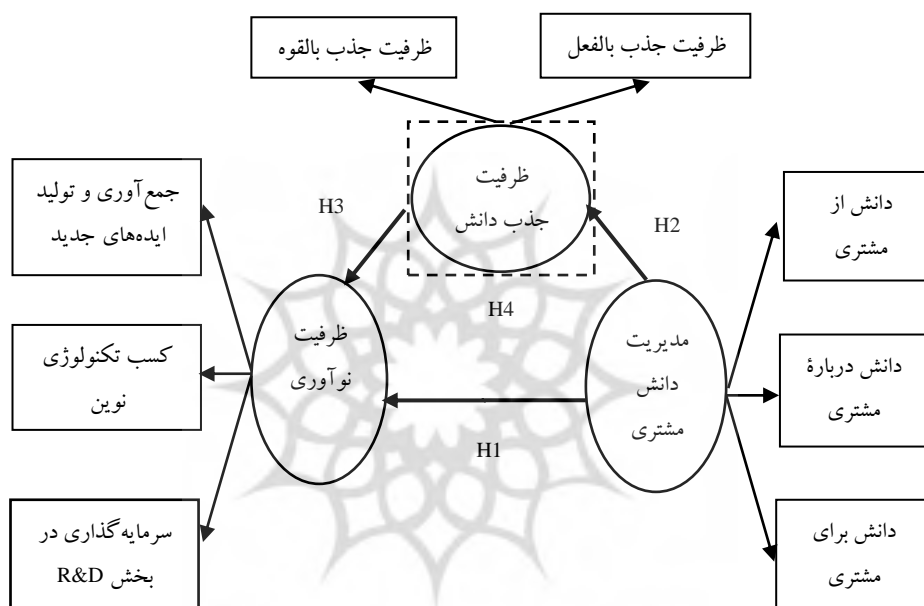 ظرفیت جذب بالفعل
ظرفیت جذب بالقوه
ظرفیت
جذب دانش
H2
H3
H4
H1
دانش از
مشتری
دانش دربارۀ
مشتری
دانش برای
مشتری
مدیریت
دانش
مشتری
ظرفیت
نوآوری
جمع‌آوری و تولید
ایده‌های جدید
کسب تکنولوژی
نوین
سرمایه‌گذاری در
بخش R&D